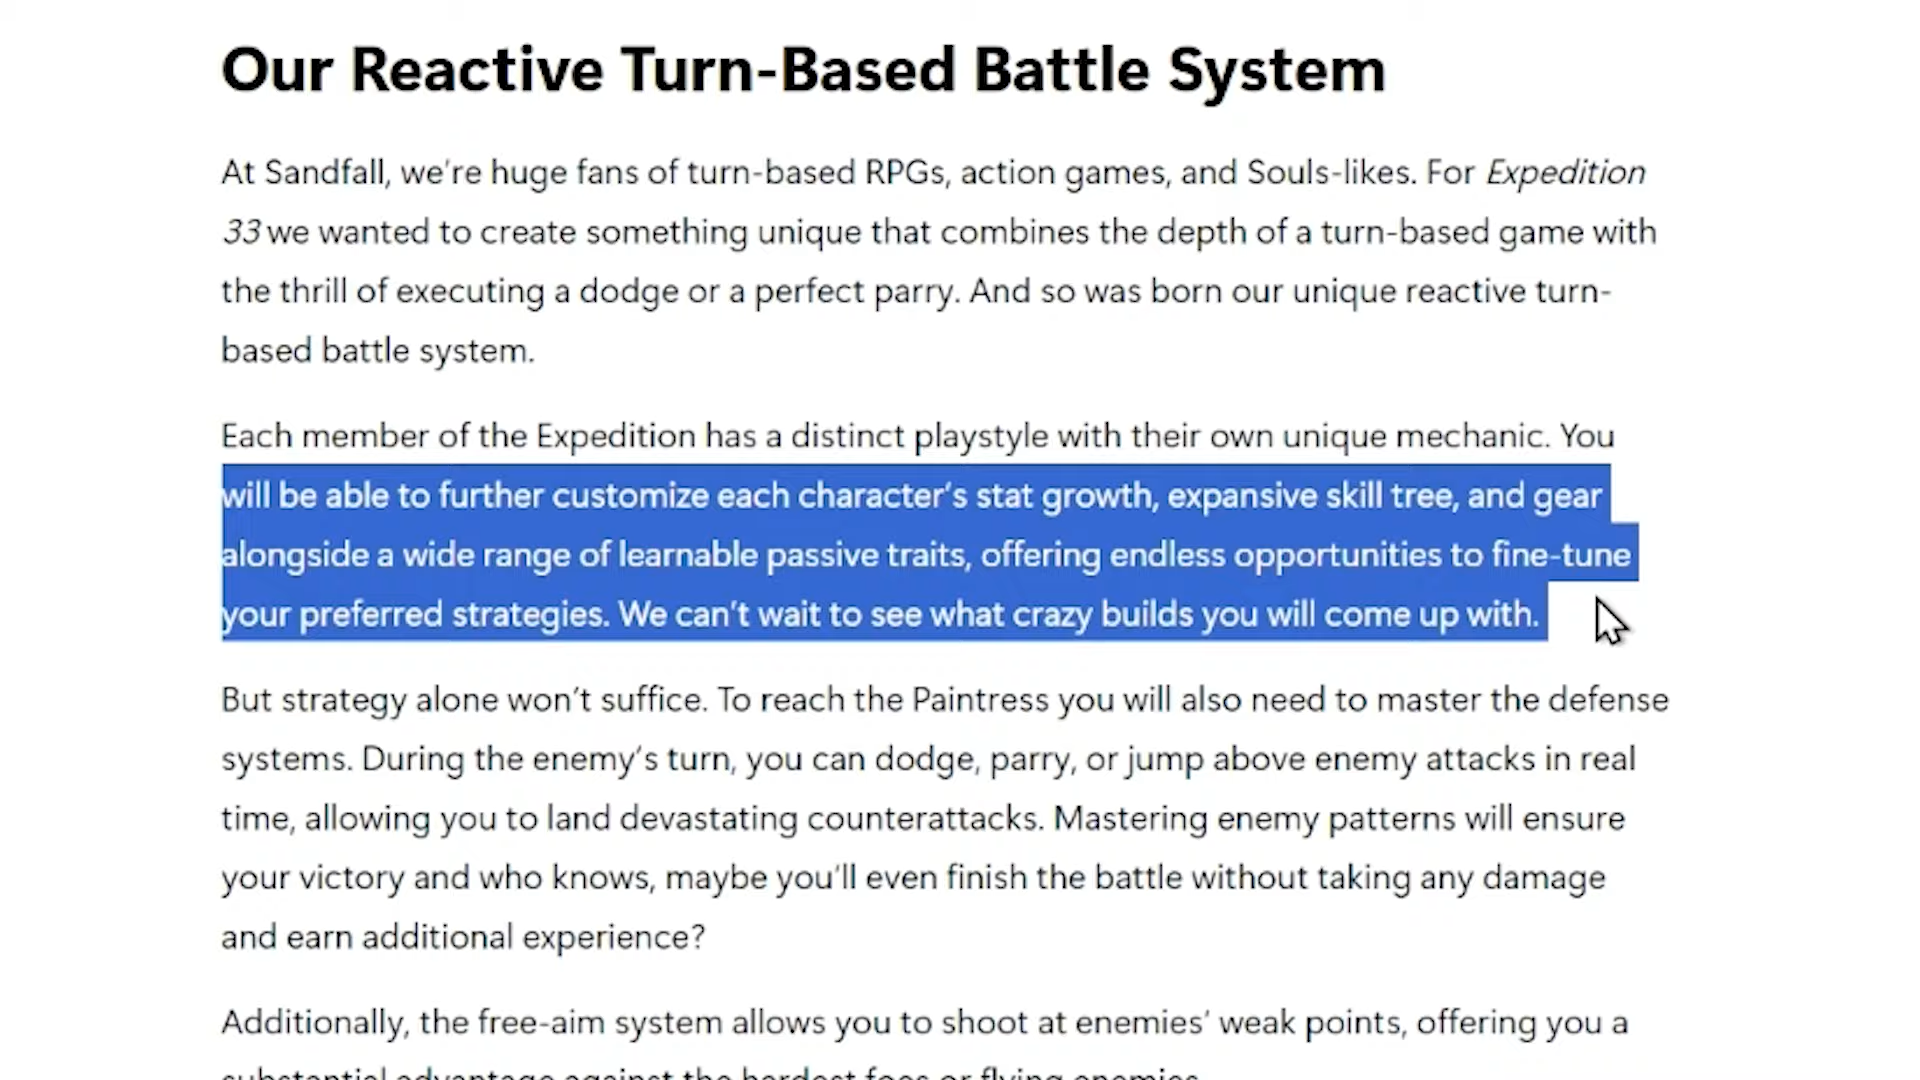 Our Reactive Turn-Based Battle System
At Sandfall, we're huge fans of turn-based RPGs, action games, and Souls-likes. For Expedition
33 we wanted to create something unique that combines the depth of a turn-based game with
the thrill of executing a dodge or a perfect parry. And so was born our unique reactive turn-
based battle system.
Each member of the Expedition has a distinct playstyle with their own unique mechanic. You
will be able to further customize each character's stat growth, expansive skill tree, and gear
alongside a wide range of learnable passive traits, offering endless opportunities to fine-tune
your preferred strategies. We can't wait to see what crazy builds you will come up with.
But strategy alone won't suffice. To reach the Paintress you will also need to master the defense
systems. During the enemy's turn, you can dodge, parry, or jump above enemy attacks in real
time, allowing you to land devastating counterattacks. Mastering enemy patterns will ensure
your victory and who knows, maybe you'll even finish the battle without taking any damage
and earn additional experience?
Additionally, the free-aim system allows you to shoot at enemies' weak points, offering you a
substantial advantage against the hardest foes or flying enemies.